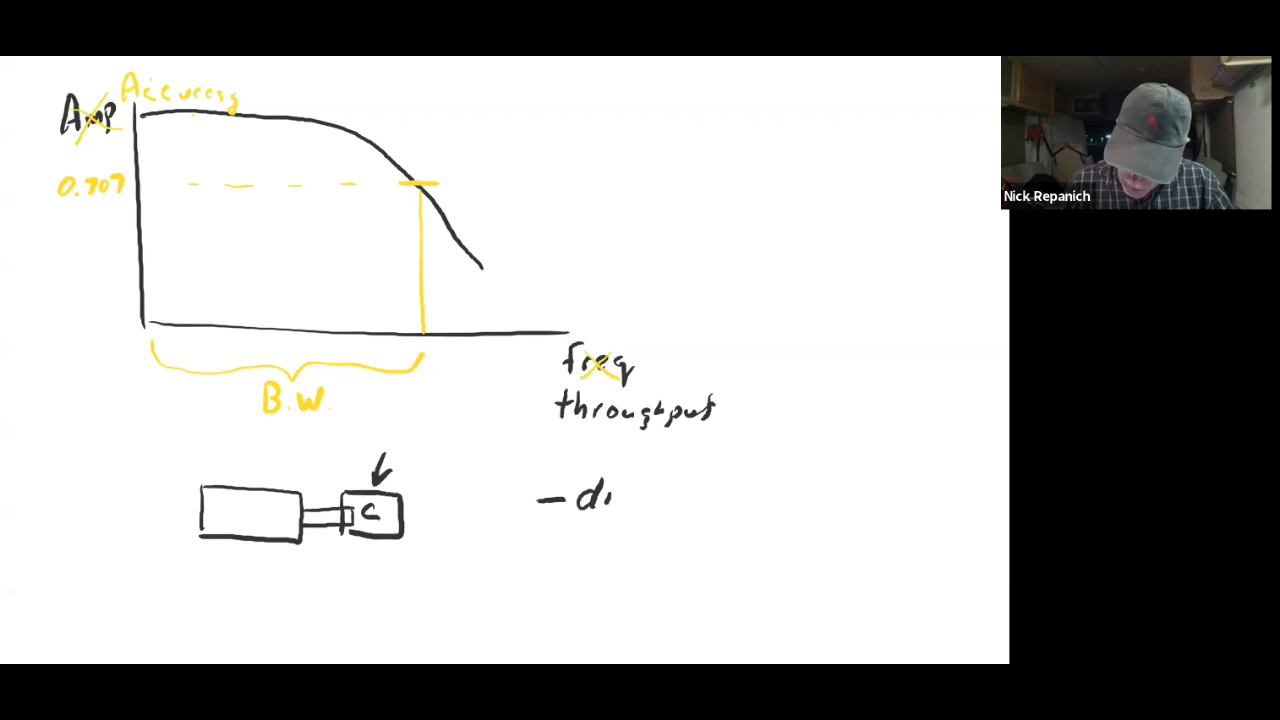 Accuracy
Amp
0.707
B.W.
freq
throughput
C
Nick Repanich